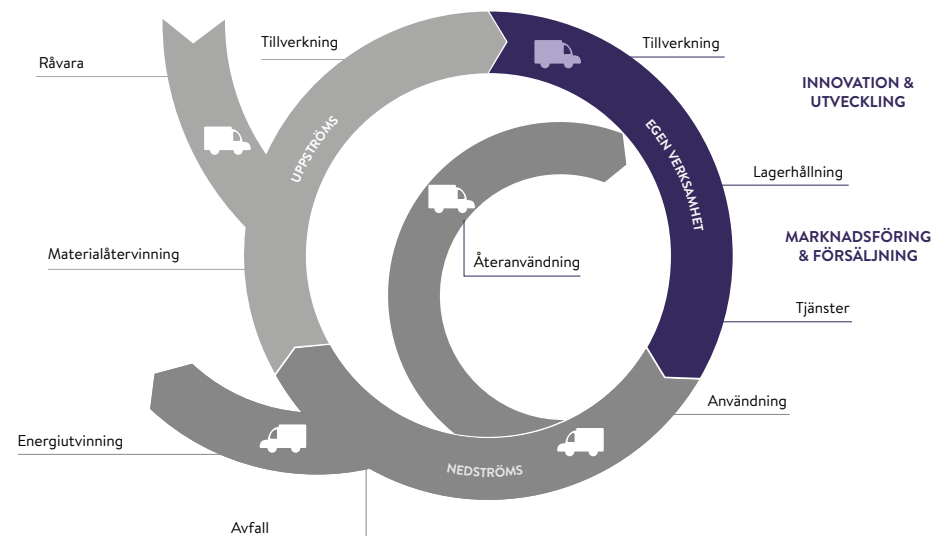 Råvara
Tillverkning
UPPSTRÖMS
Materialåtervinning
Tillverkning
INNOVATION &
UTVECKLING
EGEN VERKSAMHET
Lagerhållning
MARKNADSFÖRING
& FÖRSÄLJNING
Återanvändning
Tjänster
Användning
NEDSTRÖMS
Energiutvinning
Avfall